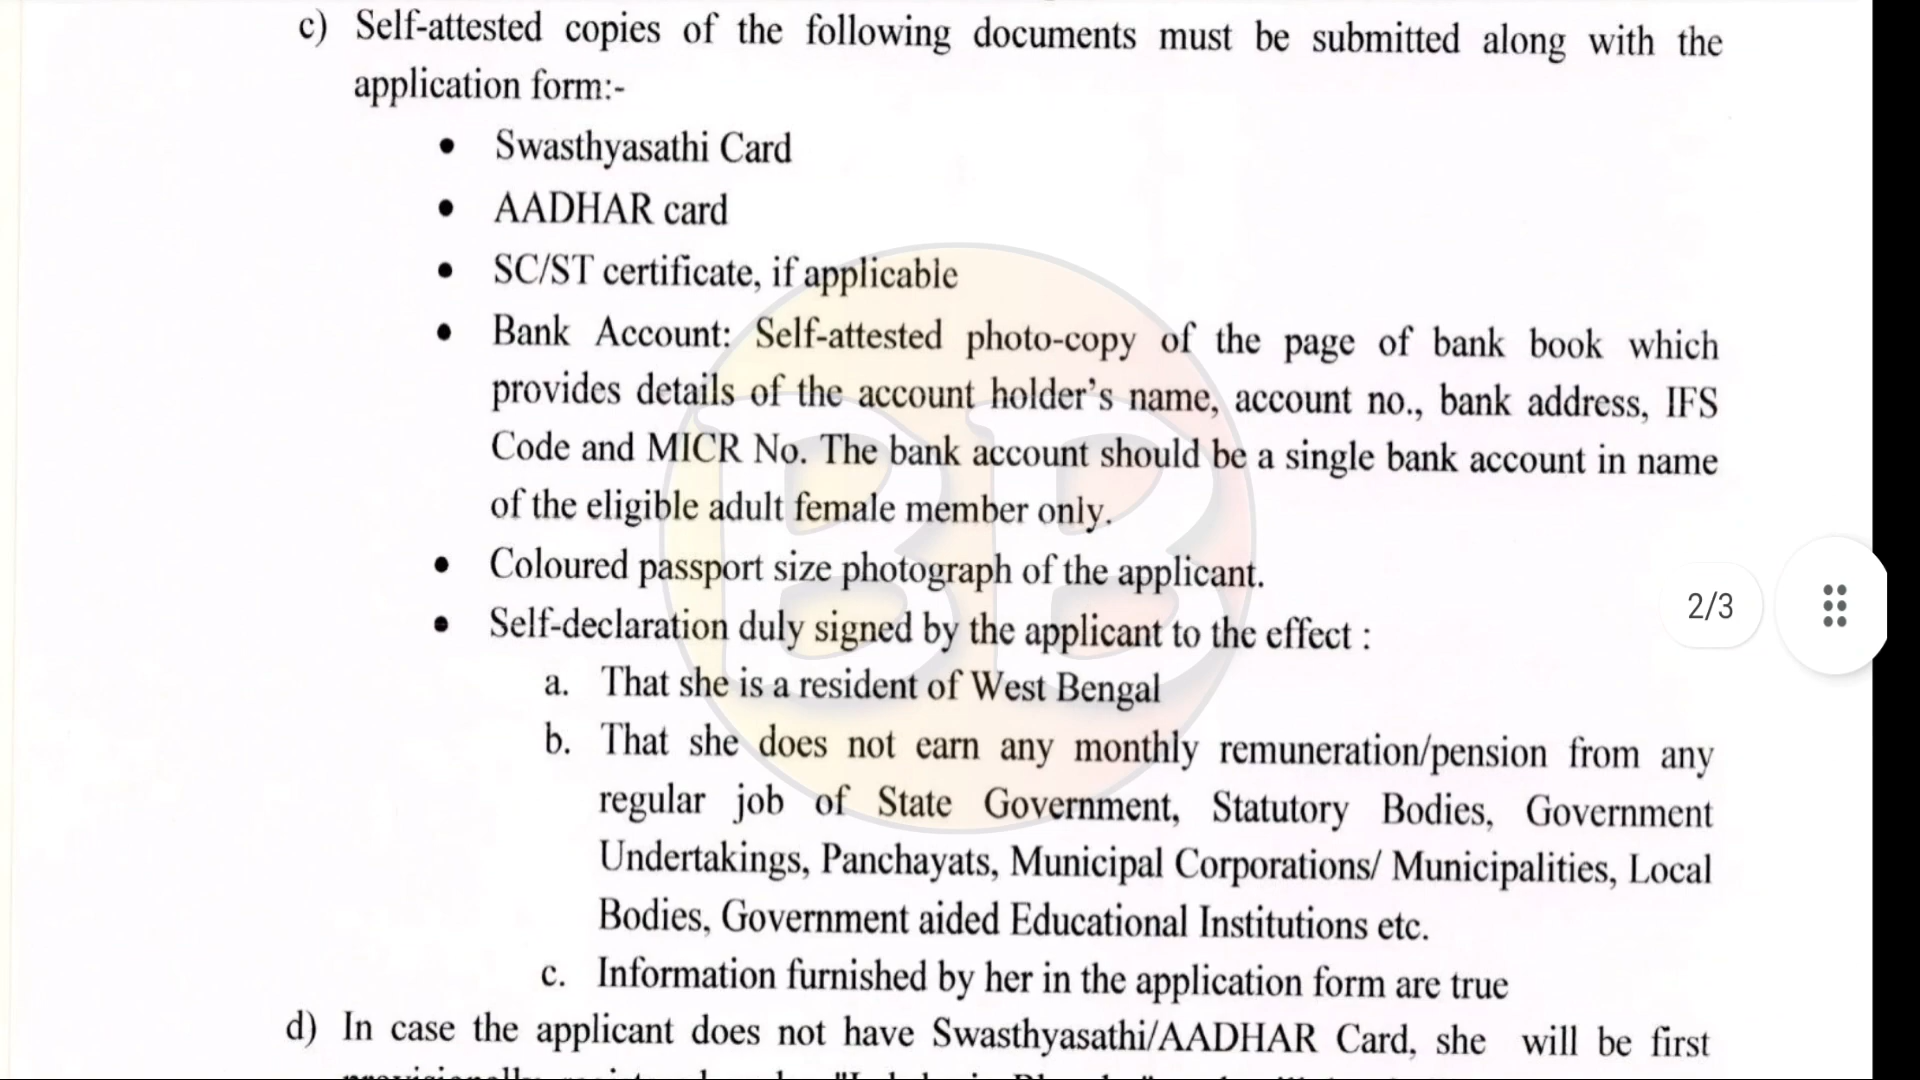 c) Self-attested copies of the following documents must be submitted along with the
application form:-
• Swasthyasathi Card
• AADHAR card
• SC/ST certificate, if applicable
• Bank Account: Self-attested photo-copy of the page of bank book which
provides details of the account holder's name, account no., bank address, IFS
Code and MICR No. The bank account should be a single bank account in name
of the eligible adult female member only.
• Coloured passport size photograph of the applicant.
• Self-declaration duly signed by the applicant to the effect :
a. That she is a resident of West Bengal
b. That she does not earn any monthly remuneration/pension from any
regular job of State Government, Statutory Bodies, Government
Undertakings, Panchayats, Municipal Corporations/ Municipalities, Local
Bodies, Government aided Educational Institutions etc.
c. Information furnished by her in the application form are true
d) In case the applicant does not have Swasthyasathi/AADHAR Card, she will be first
2/3
BB